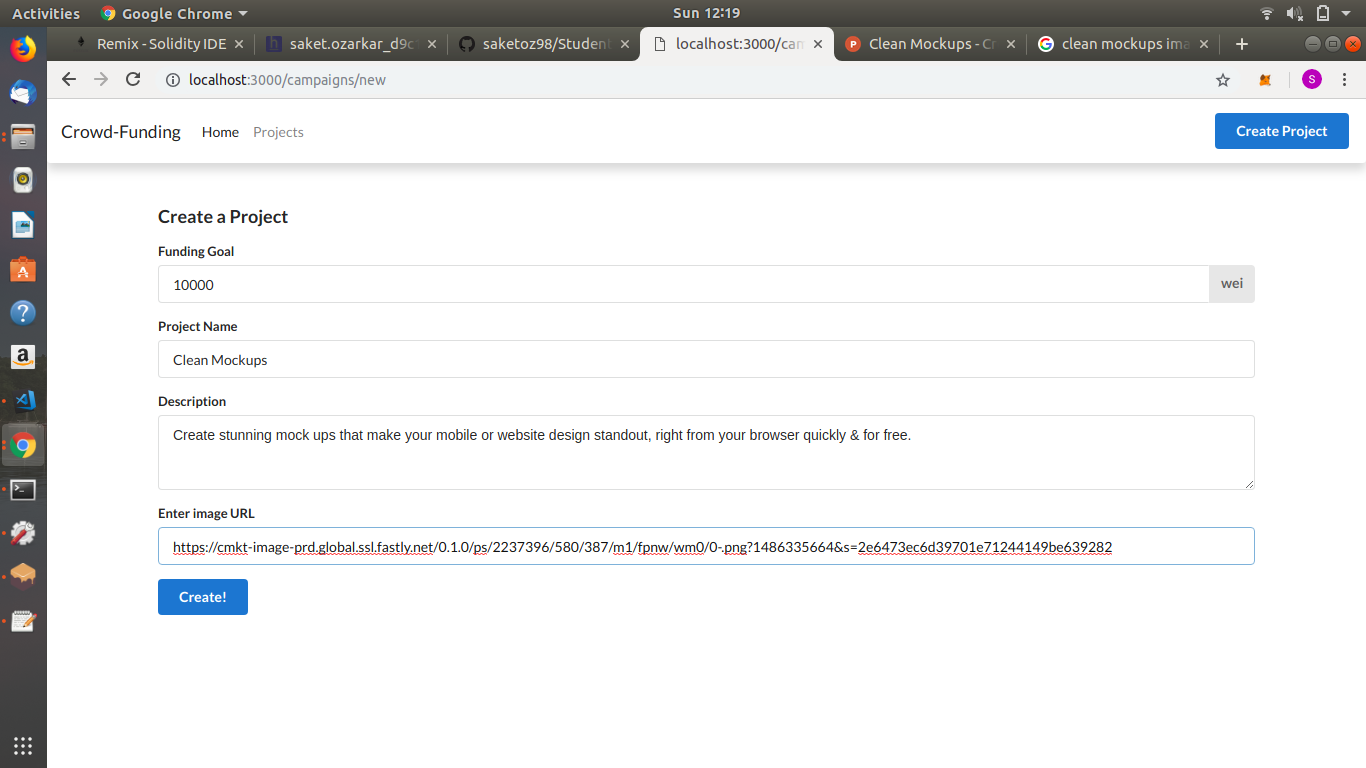 Activities Google Chrome Sun 12:19
Remix - Solidity IDE saket.ozarkar_d9c saketoz98/Studen localhost:3000/cam Clean Mockups - Cr clean mockups ima
localhost:3000/campaigns/new S
Crowd-Funding Home Projects Create Project
Create a Project
Funding Goal
10000 wei
Project Name
Clean Mockups
Description
Create stunning mock ups that make your mobile or website design standout, right from your browser quickly & for free.
Enter image URL
https://cmkt-image-prd.global.ssl.fastly.net/0.1.0/ps/2237396/580/387/m1/fpnw/wm0/0-.png?1486335664&s=2e6473ec6d39701e71244149be639282
Create!